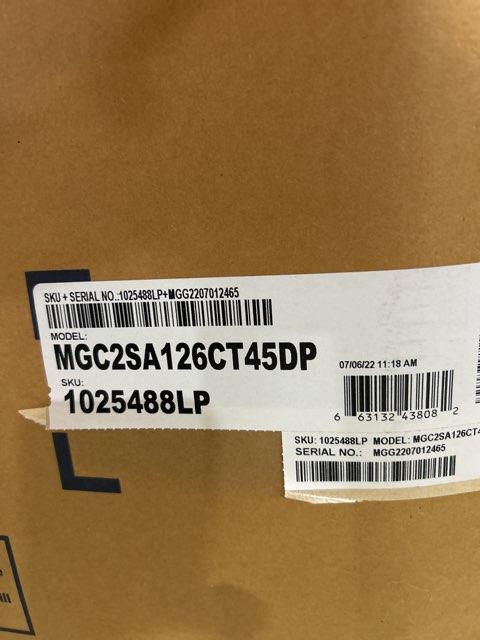 SKU + SERIAL NO.:1025488LP+MGG2207012465
MODEL:
MGC2SA126CT45DP
07/06/22 11:18 AM
SKU:
1025488LP
6 63132 43808 2
SKU: 1025488LP MODEL: MGC2SA126CT4
SERIAL NO.: MGG2207012465